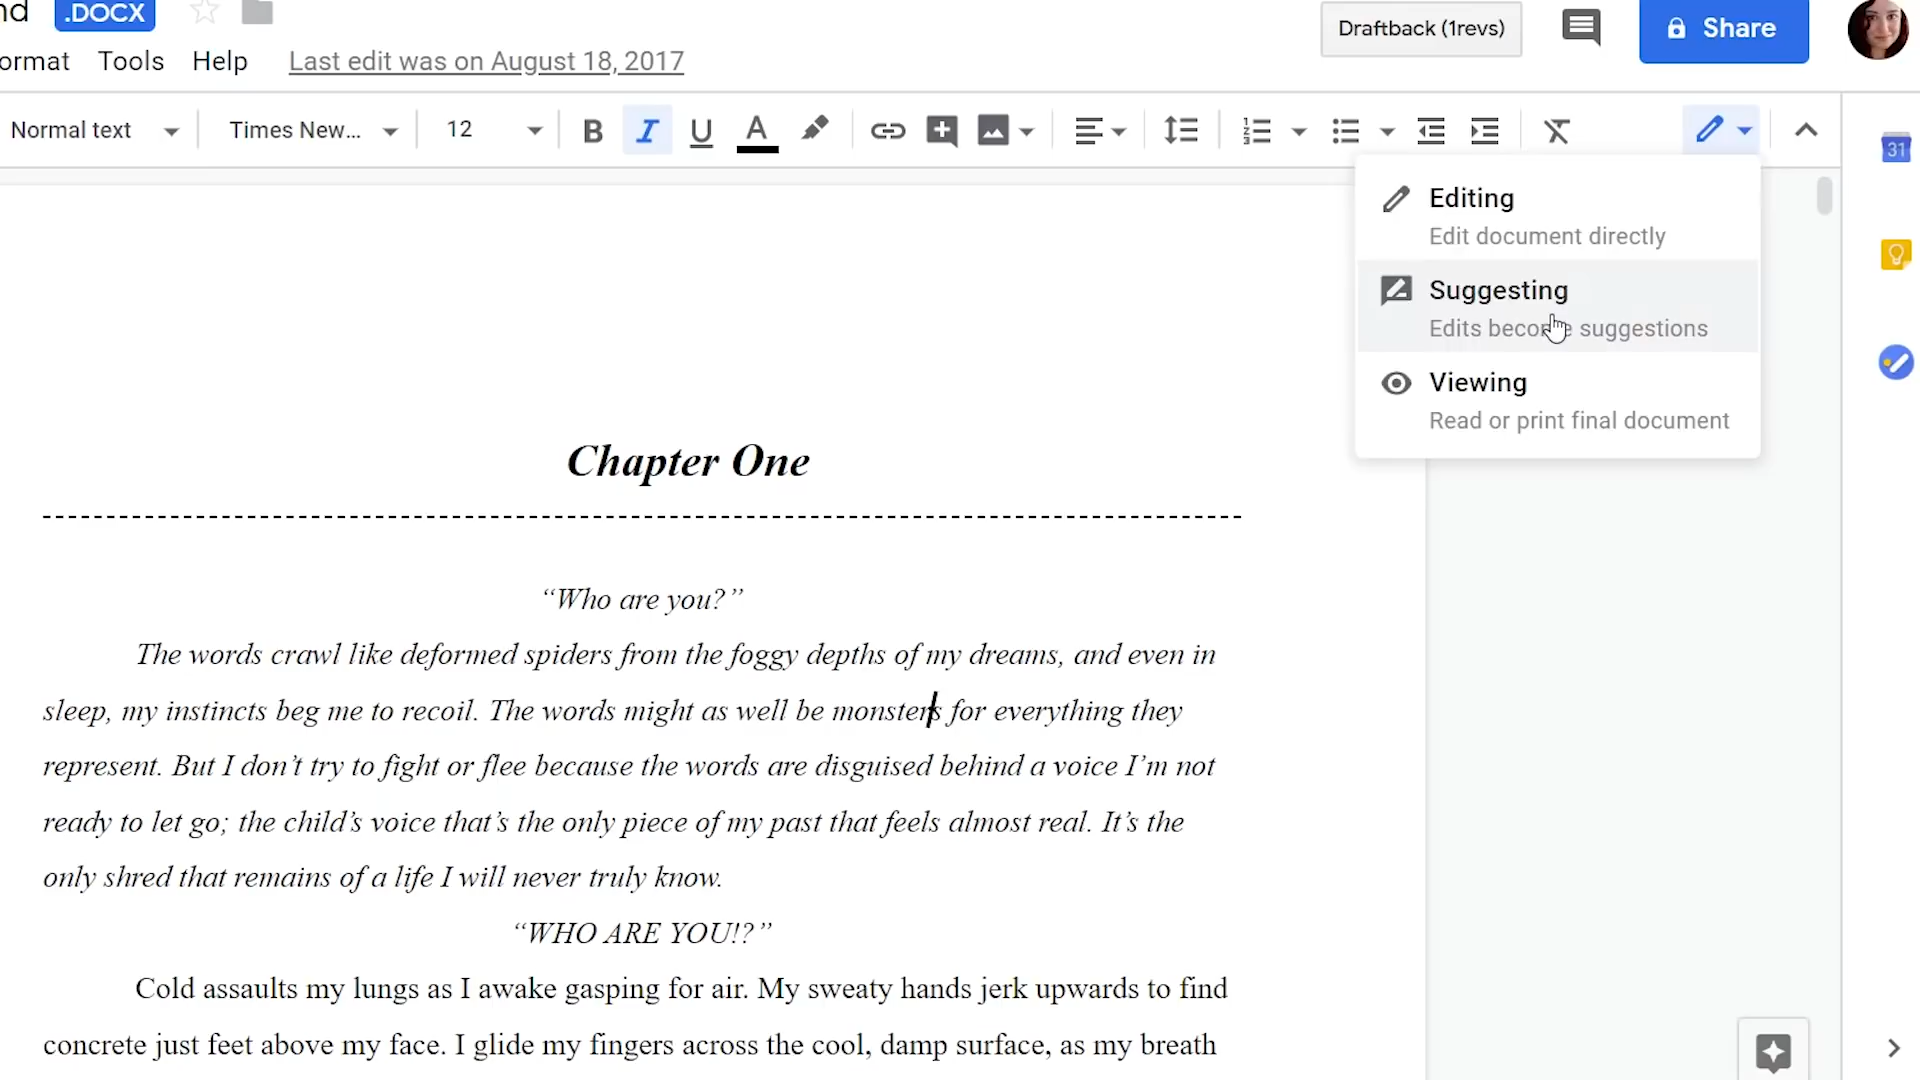 .DOCX
Draftback (1revs)
Share
Tools Help Last edit was on August 18, 2017
Normal text Times New... 12 B I U A
31
Editing
Edit document directly
Suggesting
Edits become suggestions
Viewing
Read or print final document
Chapter One
“Who are you?”
The words crawl like deformed spiders from the foggy depths of my dreams, and even in
sleep, my instincts beg me to recoil. The words might as well be monsters for everything they
represent. But I don’t try to fight or flee because the words are disguised behind a voice I’m not
ready to let go; the child’s voice that’s the only piece of my past that feels almost real. It’s the
only shred that remains of a life I will never truly know.
“WHO ARE YOU!?”
Cold assaults my lungs as I awake gasping for air. My sweaty hands jerk upwards to find
concrete just feet above my face. I glide my fingers across the cool, damp surface, as my breath